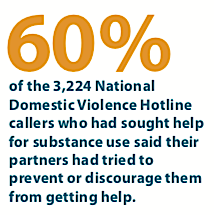 60%
of the 3,224 National
Domestic Violence Hotline
callers who had sought help
for substance use said their
partners had tried to
prevent or discourage them
from getting help.